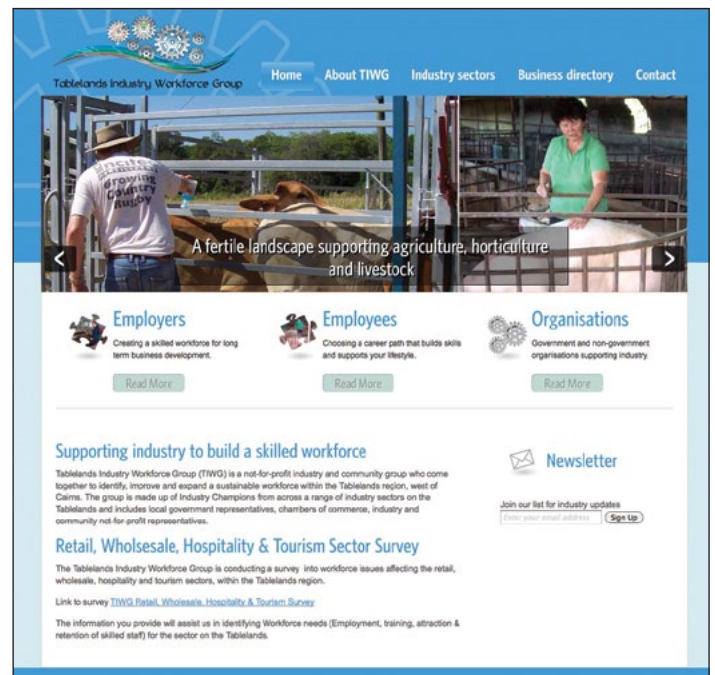 Tablelands Industry Workforce Group
Home About TIWG Industry sectors Business directory Contact
Growing
Country
Rugby
A fertile landscape supporting agriculture, horticulture
and livestock
Employers
Creating a skilled workforce for long
term business development.
Read More
Employees
Choosing a career path that builds skills
and supports your lifestyle.
Read More
Organisations
Government and non-government
organisations supporting industry.
Read More
Supporting industry to build a skilled workforce
Tablelands Industry Workforce Group (TIWG) is a not-for-profit industry and community group who come
together to identify, improve and expand a sustainable workforce within the Tablelands region, west of
Cairns. The group is made up of Industry Champions from across a range of industry sectors on the
Tablelands and includes local government representatives, chambers of commerce, industry and
community not-for-profit representatives.
Newsletter
Join our list for industry updates
Enter your email address Sign Up
Retail, Wholsesale, Hospitality & Tourism Sector Survey
The Tablelands Industry Workforce Group is conducting a survey into workforce issues affecting the retail,
wholesale, hospitality and tourism sectors, within the Tablelands region.
Link to survey TIWG Retail, Wholesale, Hospitality & Tourism Survey
The information you provide will assist us in identifying Workforce needs (Employment, training, attraction &
retention of skilled staff) for the sector on the Tablelands.